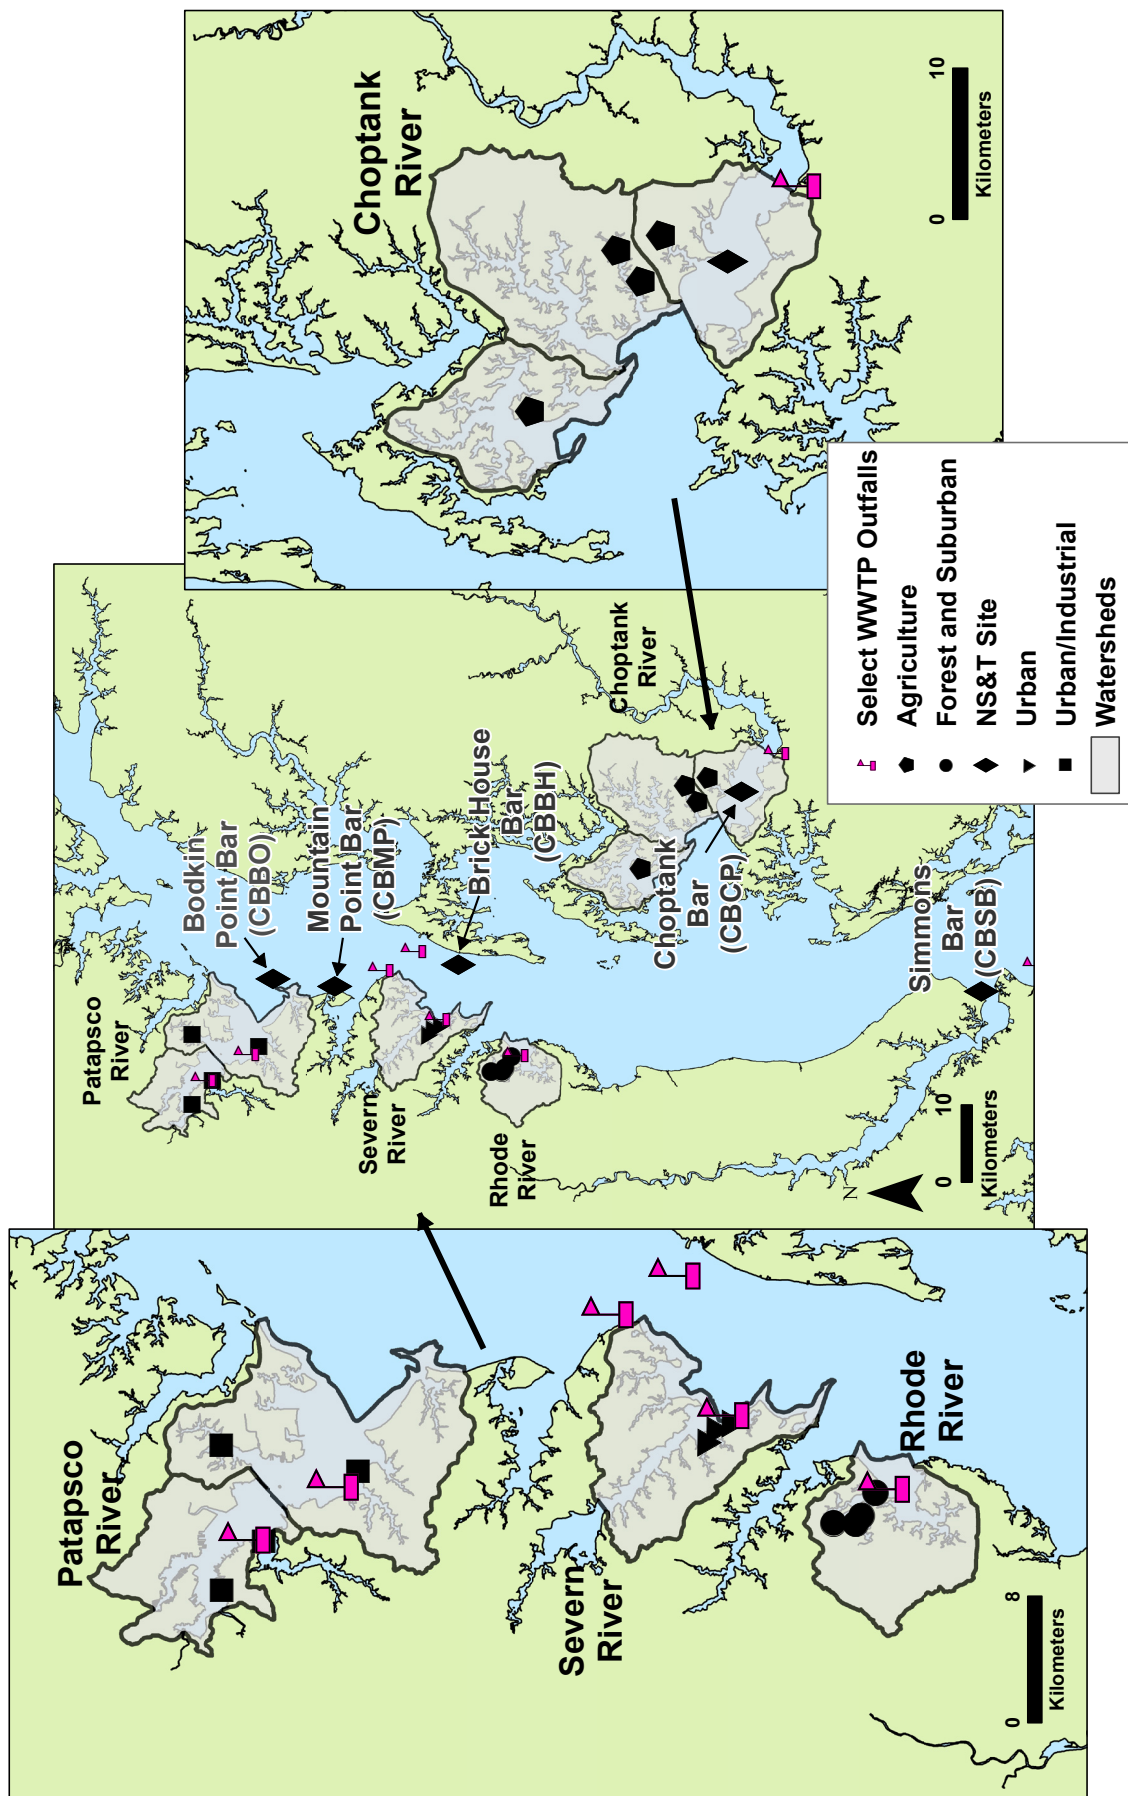 Patapsco
River
Severn
River
Rhode
River
0
8
Kilometers
Patapsco
River
Bodkin
Point Bar
(CBBO)
Mountain
Point Bar
(CBMP)
Severn
River
Brick House
Bar
(CBBH)
Rhode
River
Choptank
River
Choptank
Bar
(CBCP)
Simmons
Bar
(CBSB)
N
0
10
Kilometers
Choptank
River
0
10
Kilometers
Select WWTP Outfalls
Agriculture
Forest and Suburban
NS&T Site
Urban
Urban/Industrial
Watersheds